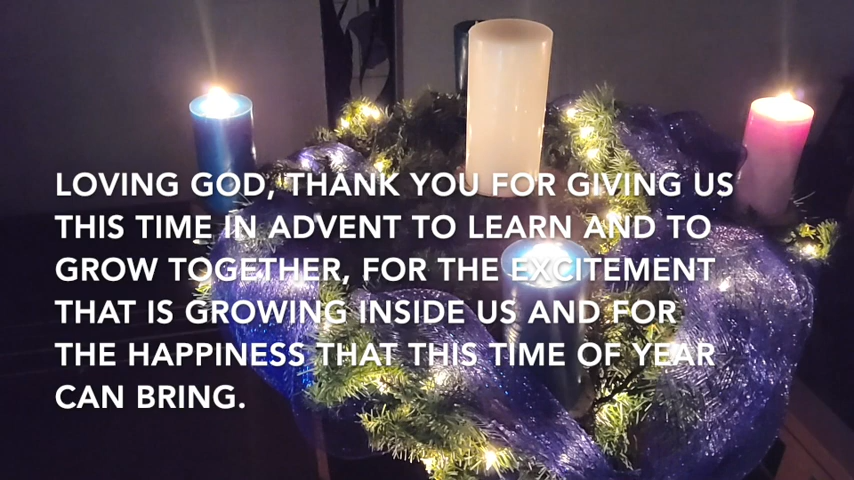 LOVING GOD, THANK YOU FOR GIVING US
THIS TIME IN ADVENT TO LEARN AND TO
GROW TOGETHER, FOR THE EXCITEMENT
THAT IS GROWING INSIDE US AND FOR
THE HAPPINESS THAT THIS TIME OF YEAR
CAN BRING.